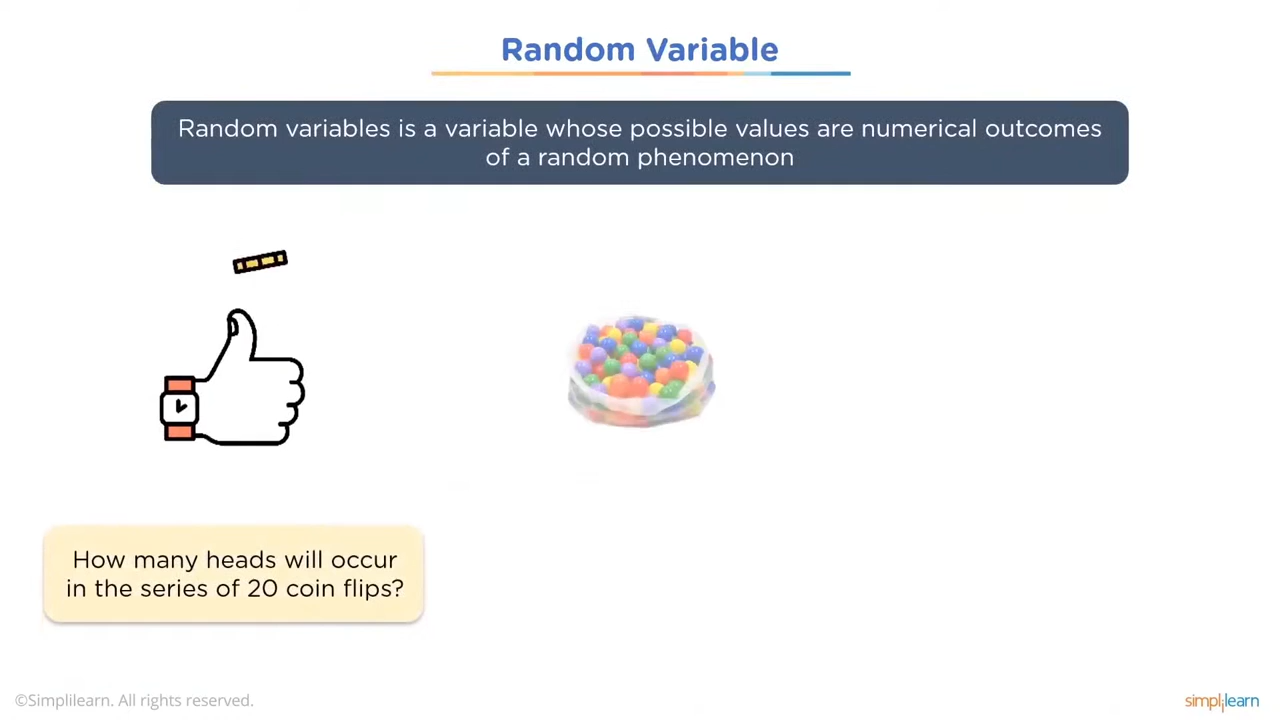 Random Variable
Random variables is a variable whose possible values are numerical outcomes
of a random phenomenon
How many heads will occur
in the series of 20 coin flips?
©Simplilearn. All rights reserved.
simplilearn